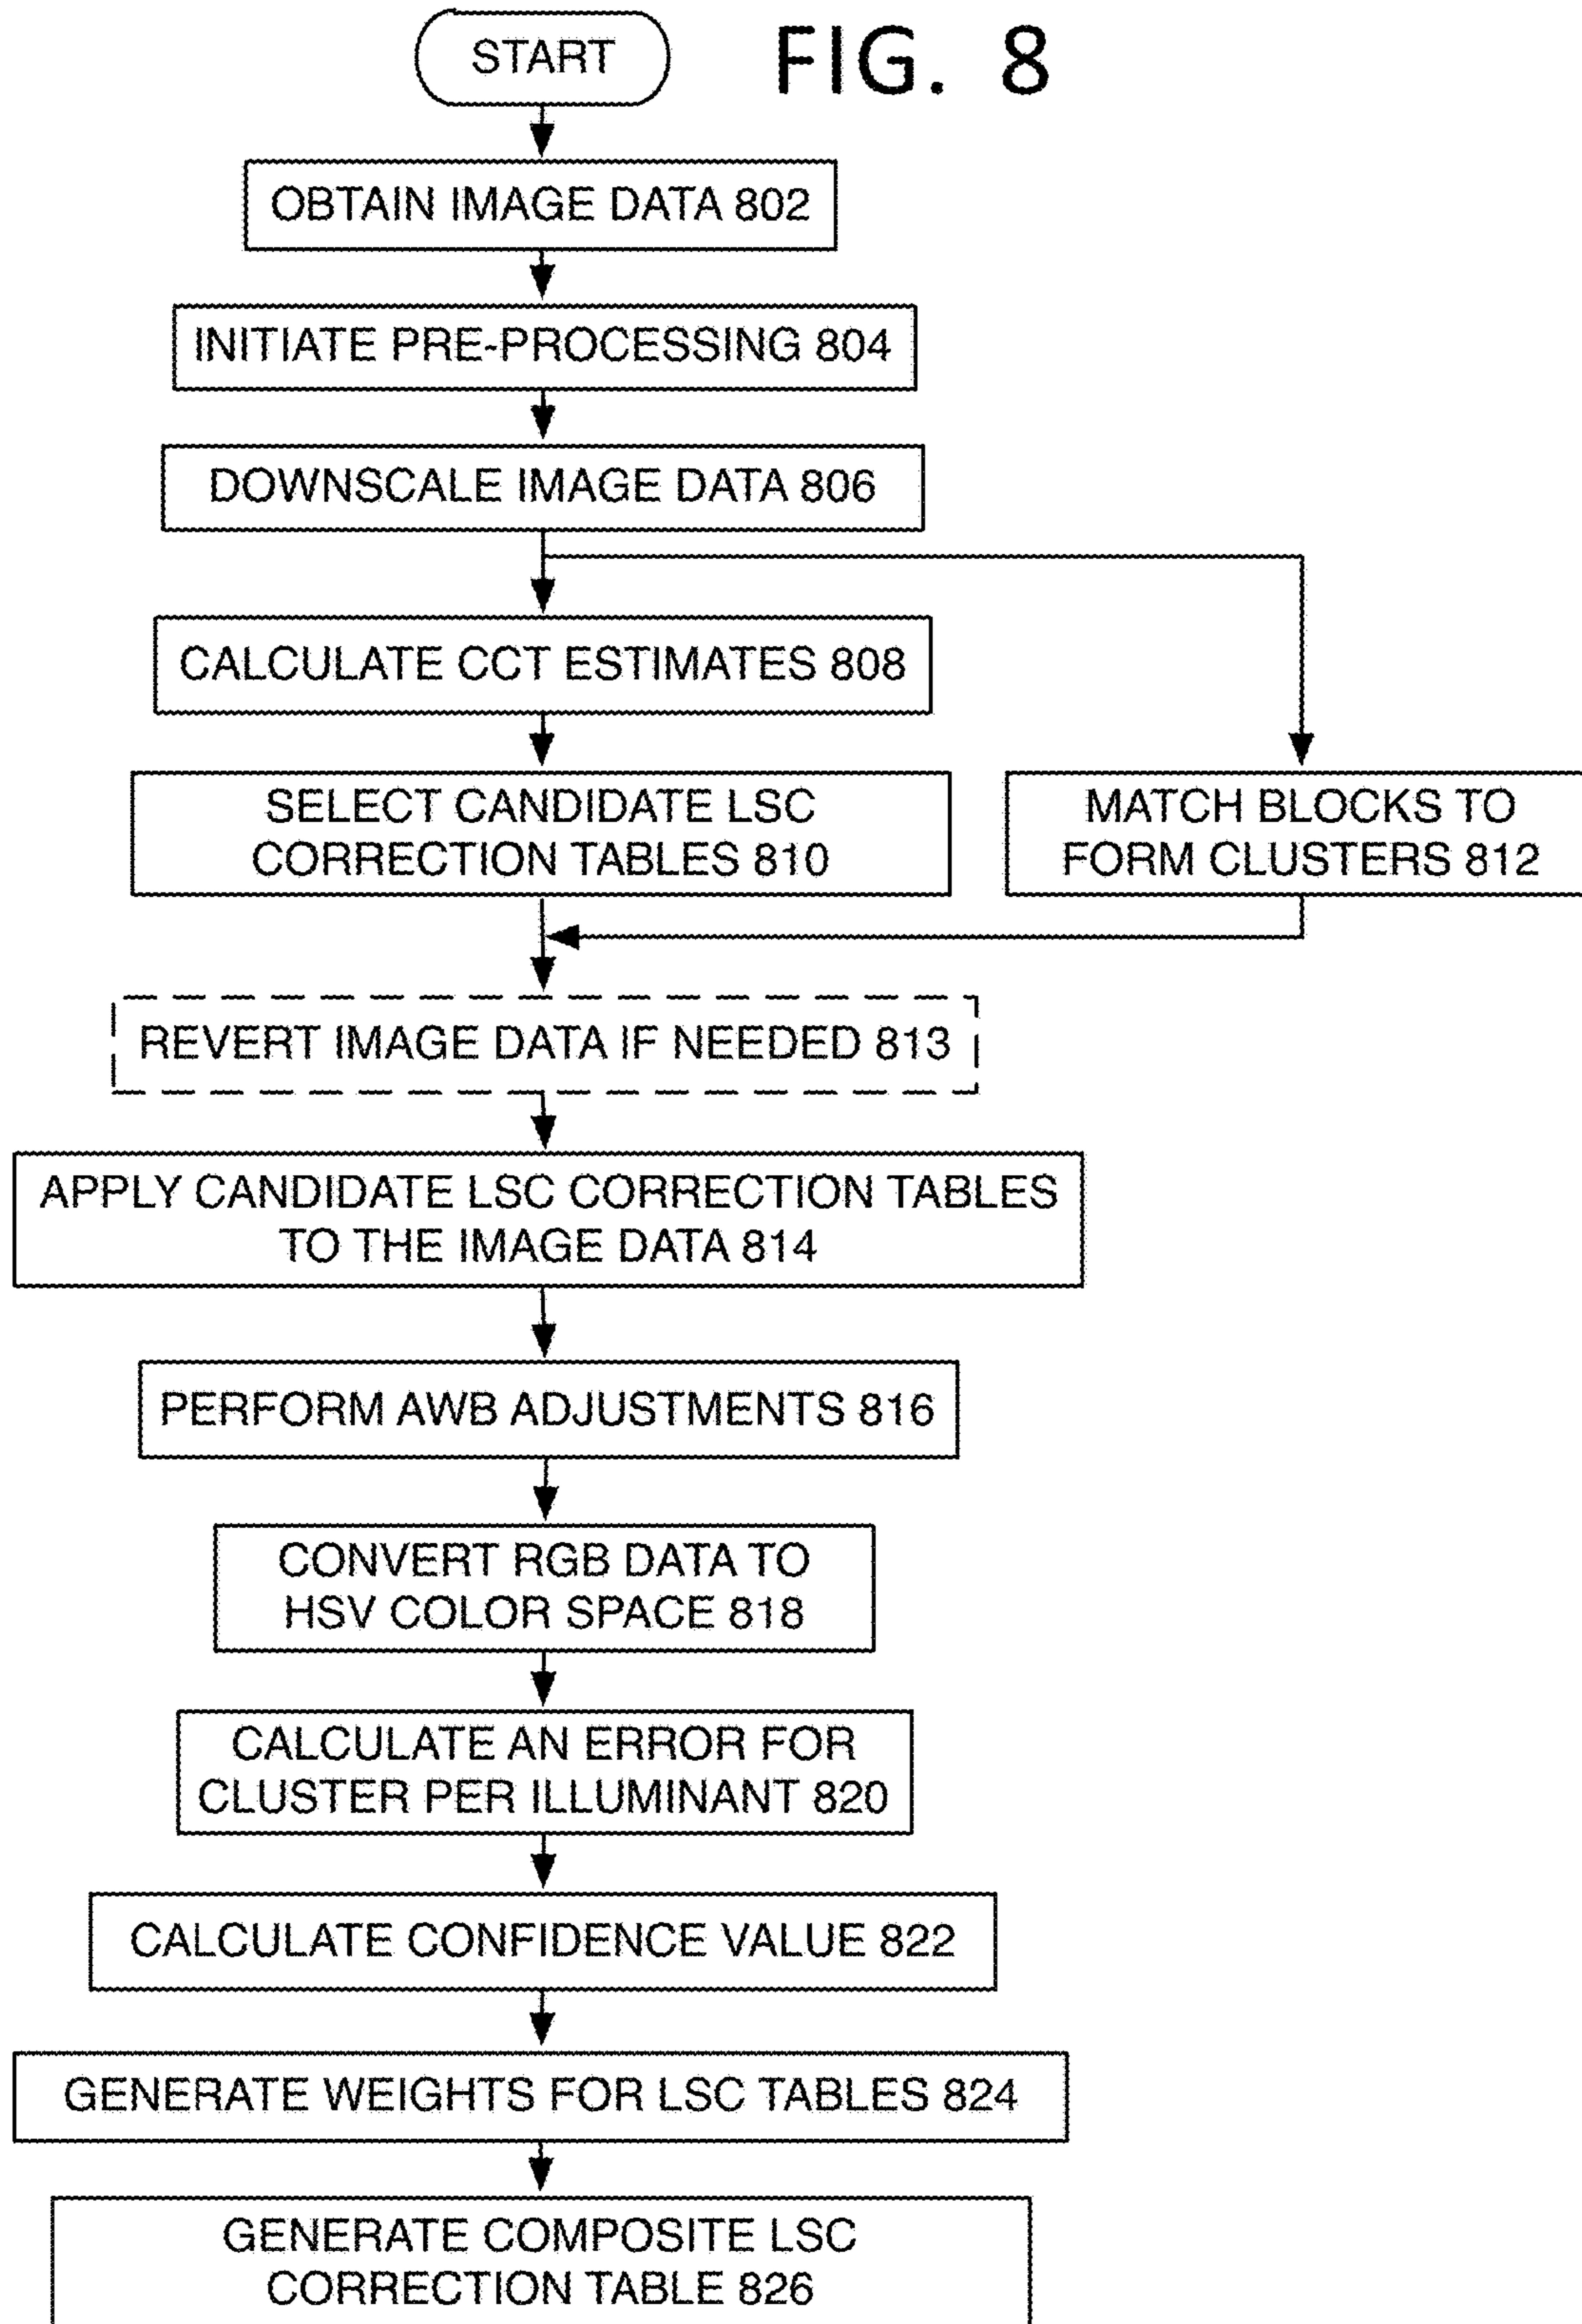 START
FIG. 8
OBTAIN IMAGE DATA 802
INITIATE PRE-PROCESSING 804
DOWNSCALE IMAGE DATA 806
CALCULATE CCT ESTIMATES 808
SELECT CANDIDATE LSC
CORRECTION TABLES 810
MATCH BLOCKS TO
FORM CLUSTERS 812
REVERT IMAGE DATA IF NEEDED 813
APPLY CANDIDATE LSC CORRECTION TABLES
TO THE IMAGE DATA 814
PERFORM AWB ADJUSTMENTS 816
CONVERT RGB DATA TO
HSV COLOR SPACE 818
CALCULATE AN ERROR FOR
CLUSTER PER ILLUMINANT 820
CALCULATE CONFIDENCE VALUE 822
GENERATE WEIGHTS FOR LSC TABLES 824
GENERATE COMPOSITE LSC
CORRECTION TABLE 826